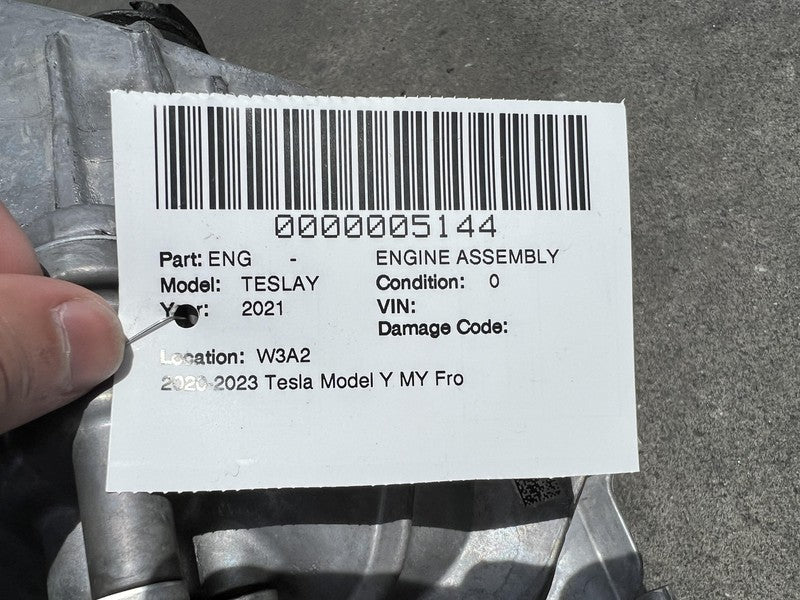 0000005144
Part: ENG - ENGINE ASSEMBLY
Model: TESLAY Condition: 0
Year: 2021 VIN:
Damage Code:
Location: W3A2
2020-2023 Tesla Model Y MY Fro